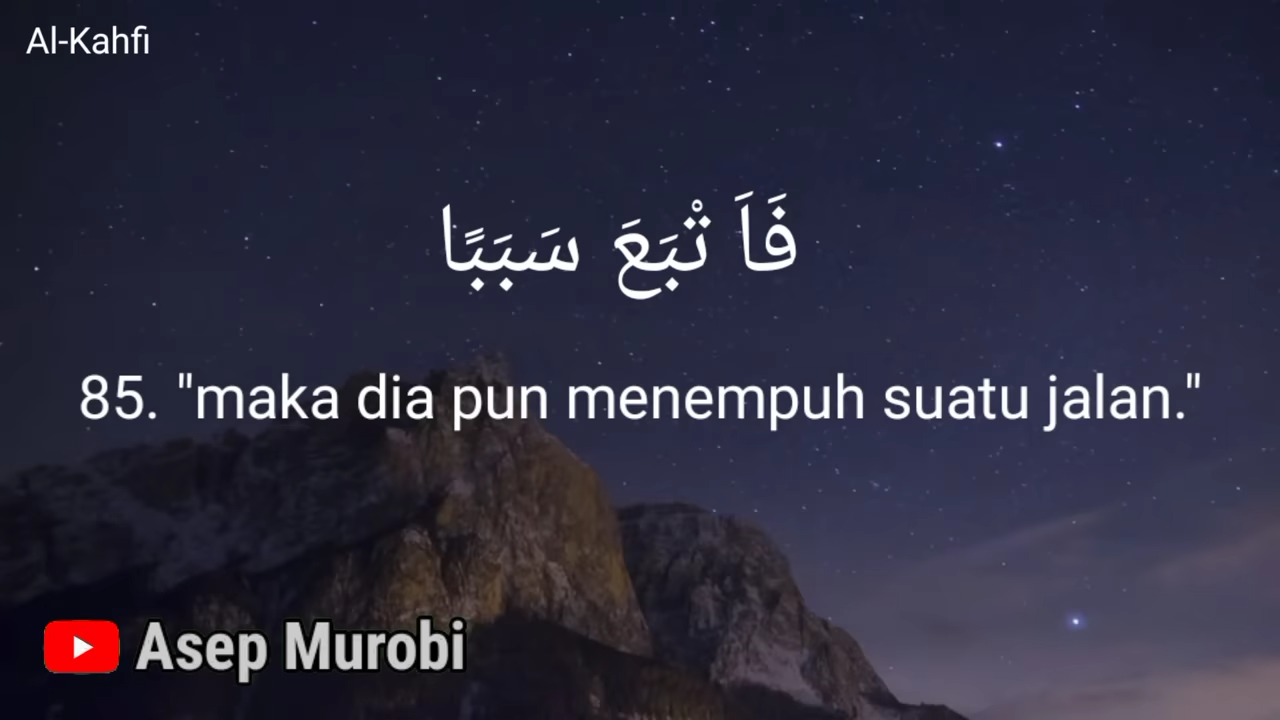 Al-Kahfi
فَاَ تْبَعَ سَبَبًا
85. "maka dia pun menempuh suatu jalan."
Asep Murobi